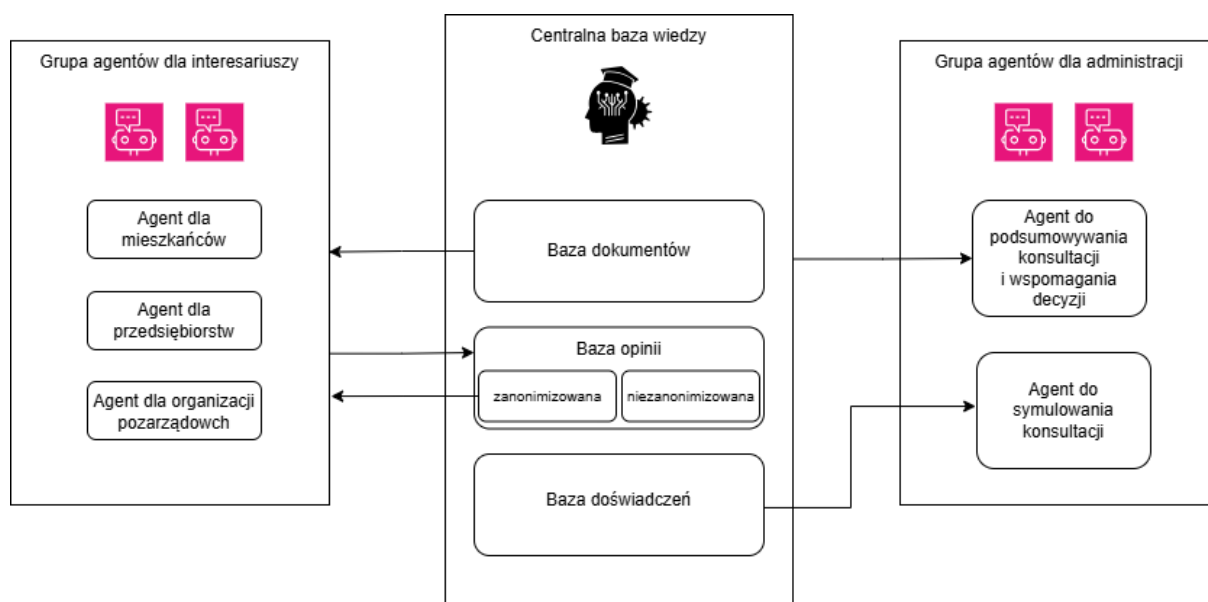 Grupa agentów dla interesariuszy
Agent dla
mieszkańców
Agent dla
przedsiębiorstw
Agent dla organizacji
pozarządowch
Centralna baza wiedzy
Baza dokumentów
Baza opinii
zanonimizowana
niezanonimizowana
Baza doświadczeń
Grupa agentów dla administracji
Agent do
podsumowywania
konsultacji
i wspomagania
decyzji
Agent do
symulowania
konsultacji